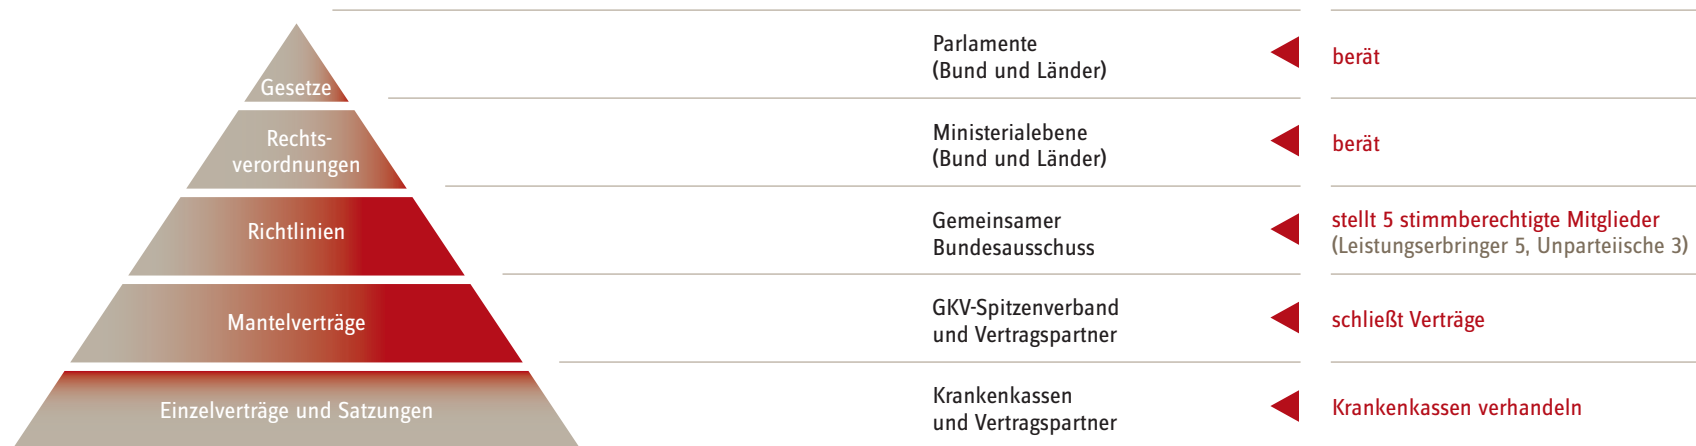 Gesetze
Parlamente
(Bund und Länder)
berät
Rechts-
verordnungen
Ministerialebene
(Bund und Länder)
berät
Richtlinien
Gemeinsamer
Bundesausschuss
stellt 5 stimmberechtigte Mitglieder
(Leistungserbringer 5, Unparteiische 3)
Mantelverträge
GKV-Spitzenverband
und Vertragspartner
schließt Verträge
Einzelverträge und Satzungen
Krankenkassen
und Vertragspartner
Krankenkassen verhandeln